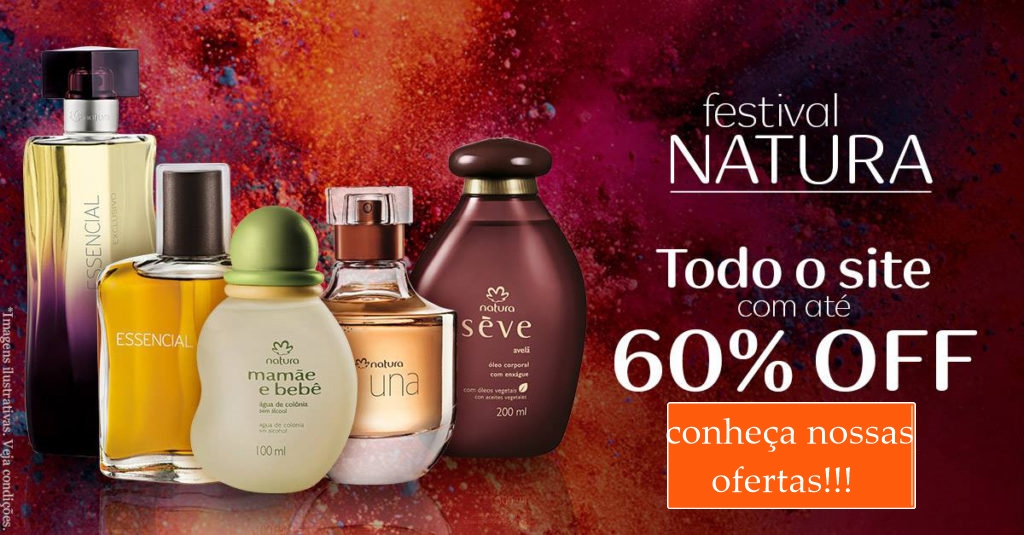 festival
NATURA
Todo o site
com até
60% OFF
conheça nossas
ofertas!!!
ESSENCIAL
EXCLUSIVO
ESSENCIAL
natura
mamãe
e bebê
água de colônia
sem álcool
agua de colonia
sin alcohol
100 ml
natura
una
natura
sève
avelã
óleo corporal
com enxágue
com óleos vegetais
con aceites vegetales
200 ml
*Imagens ilustrativas. Veja condições.